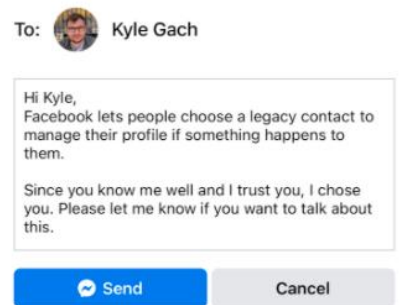 To: Kyle Gach
Hi Kyle,
Facebook lets people choose a legacy contact to
manage their profile if something happens to
them.
Since you know me well and I trust you, I chose
you. Please let me know if you want to talk about
this.
Send Cancel